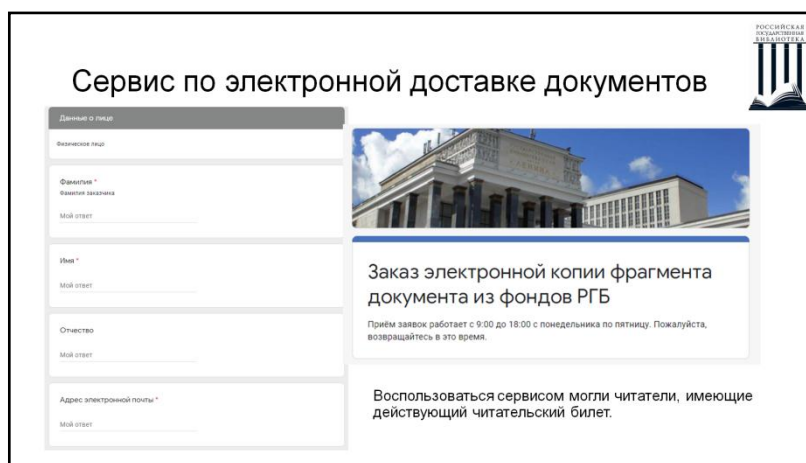 РОССИЙСКАЯ
ГОСУДАРСТВЕННАЯ
БИБЛИОТЕКА
Сервис по электронной доставке документов
Данные о лице
Физическое лицо
Фамилия *
Фамилия заказчика
Мой ответ
Имя *
Мой ответ
Отчество
Мой ответ
Адрес электронной почты *
Мой ответ
Заказ электронной копии фрагмента
документа из фондов РГБ
Приём заявок работает с 9:00 до 18:00 с понедельника по пятницу. Пожалуйста,
возвращайтесь в это время.
Воспользоваться сервисом могли читатели, имеющие
действующий читательский билет.